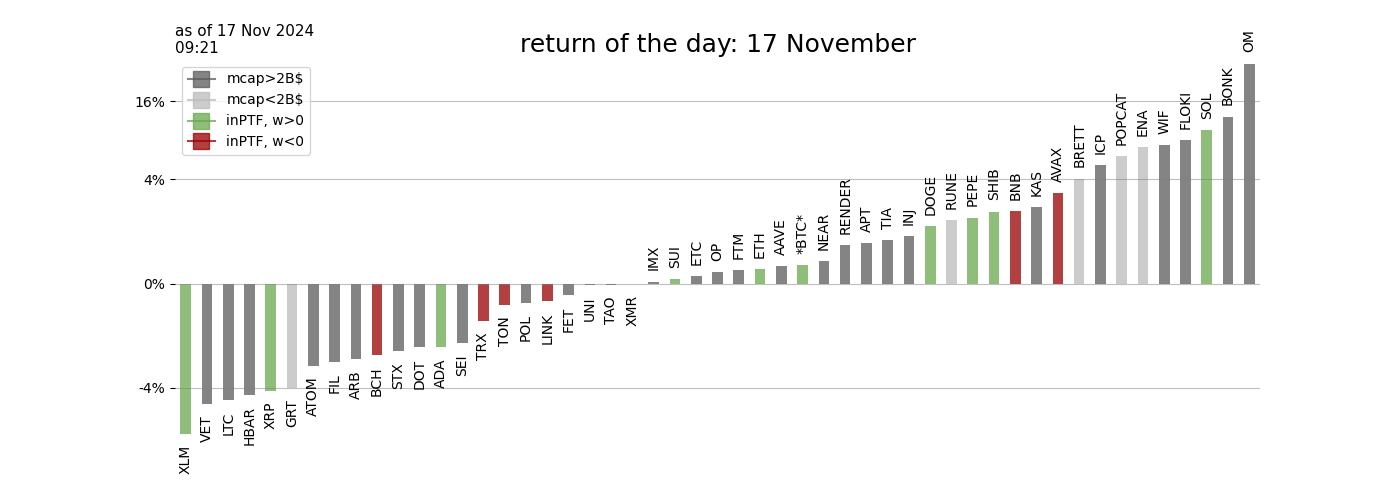 as of 17 Nov 2024
09:21
return of the day: 17 November
mcap>2B$
mcap<2B$
inPTF, w>0
inPTF, w<0
16%
4%
0%
-4%
XLM
VET
LTC
HBAR
XRP
GRT
ATOM
FIL
ARB
BCH
STX
DOT
ADA
SEI
TRX
TON
POL
LINK
FET
UNI
TAO
XMR
IMX
SUI
ETC
OP
FTM
ETH
AAVE
*BTC*
NEAR
RENDER
APT
TIA
INJ
DOGE
RUNE
PEPE
SHIB
BNB
KAS
AVAX
BRETT
ICP
POPCAT
ENA
WIF
FLOKI
SOL
BONK
OM